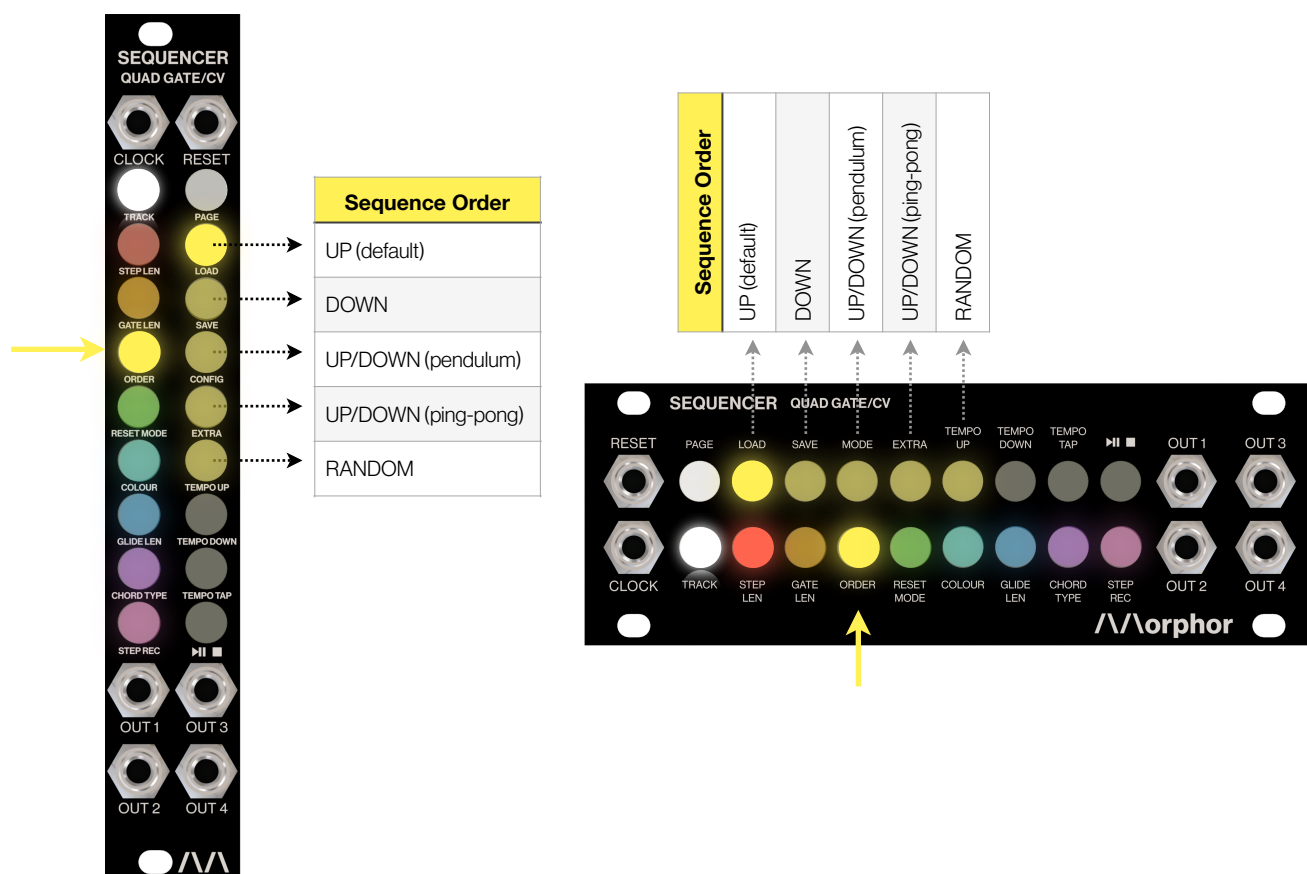 SEQUENCER
QUAD GATE/CV
CLOCK RESET
TRACK PAGE
STEP LEN LOAD
GATE LEN SAVE
ORDER CONFIG
RESET MODE EXTRA
COLOUR TEMPO UP
GLIDE LEN TEMPO DOWN
CHORD TYPE TEMPO TAP
STEP REC
OUT 1 OUT 3
OUT 2 OUT 4
Sequence Order
UP (default)
DOWN
UP/DOWN (pendulum)
UP/DOWN (ping-pong)
RANDOM
Sequence Order
UP (default)
DOWN
UP/DOWN (pendulum)
UP/DOWN (ping-pong)
RANDOM
SEQUENCER QUAD GATE/CV
RESET PAGE LOAD SAVE MODE EXTRA TEMPO UP TEMPO DOWN TEMPO TAP OUT 1 OUT 3
CLOCK TRACK STEP LEN GATE LEN ORDER RESET MODE COLOUR GLIDE LEN CHORD TYPE STEP REC OUT 2 OUT 4
/\/\orphor